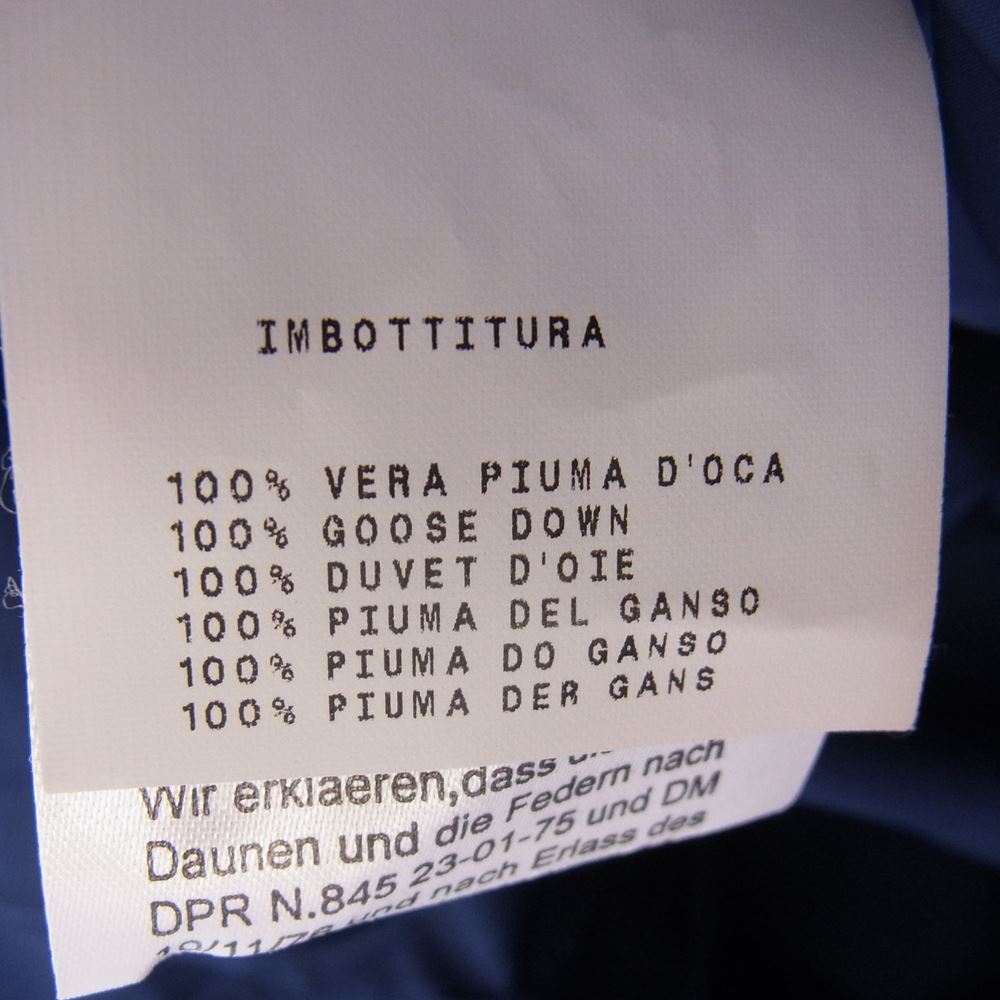 IMBOTTITURA
100% VERA PIUMA D'OCA
100% GOOSE DOWN
100% DUVET D'OIE
100% PIUMA DEL GANSO
100% PIUMA DO GANSO
100% PIUMA DER GANS
Wir erklaeren,dass die
Daunen und die Federn nach
DPR N.845 23-01-75 und DM
und nach Erlass des